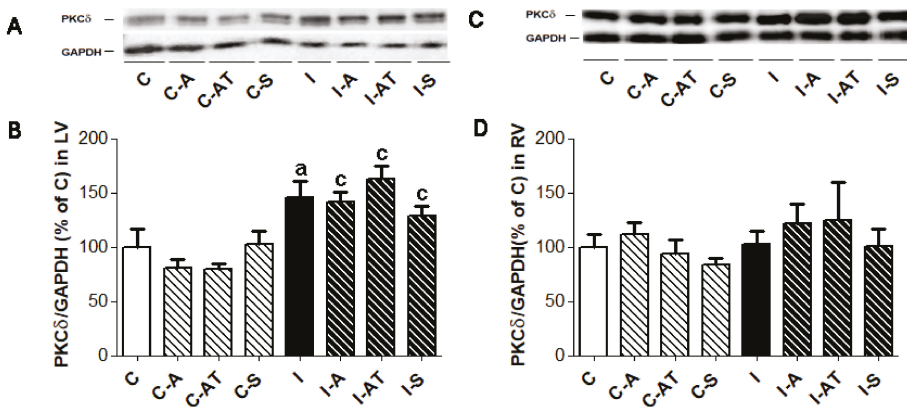 A
PKCδ
GAPDH
C C-A C-AT C-S I I-A I-AT I-S
B
PKCδ/GAPDH (% of C) in LV
200
150
100
50
0
a c c c
C C-A C-AT C-S I I-A I-AT I-S
C
PKCδ
GAPDH
C C-A C-AT C-S I I-A I-AT I-S
D
PKCδ/GAPDH(% of C) in RV
200
150
100
50
0
C C-A C-AT C-S I I-A I-AT I-S